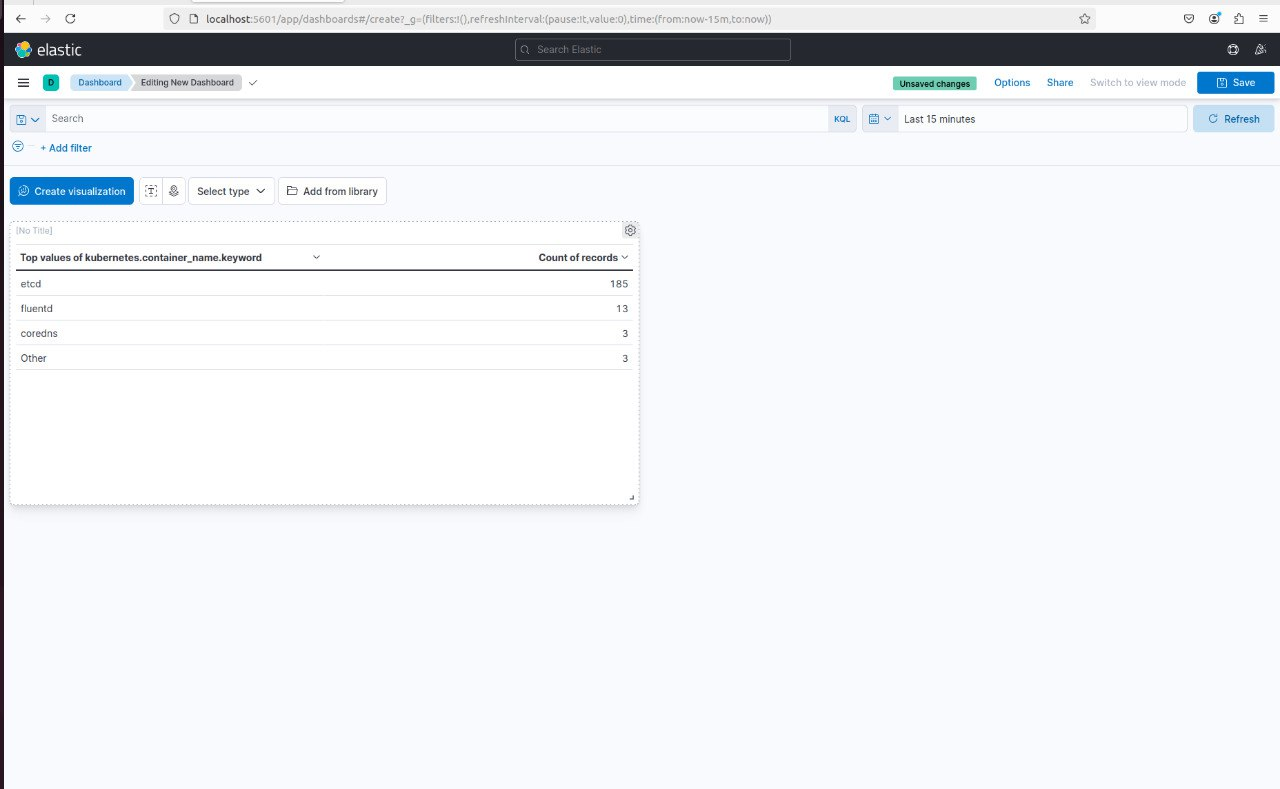 localhost:5601/app/dashboards#/create?_g=(filters:!(),refreshInterval:(pause:!t,value:0),time:(from:now-15m,to:now))
elastic
Search Elastic
D Dashboard Editing New Dashboard Unsaved changes Options Share Switch to view mode Save
Search KQL Last 15 minutes Refresh
+ Add filter
Create visualization T Select type Add from library
[No Title]
Top values of kubernetes.container_name.keyword Count of records
etcd 185
fluentd 13
coredns 3
Other 3